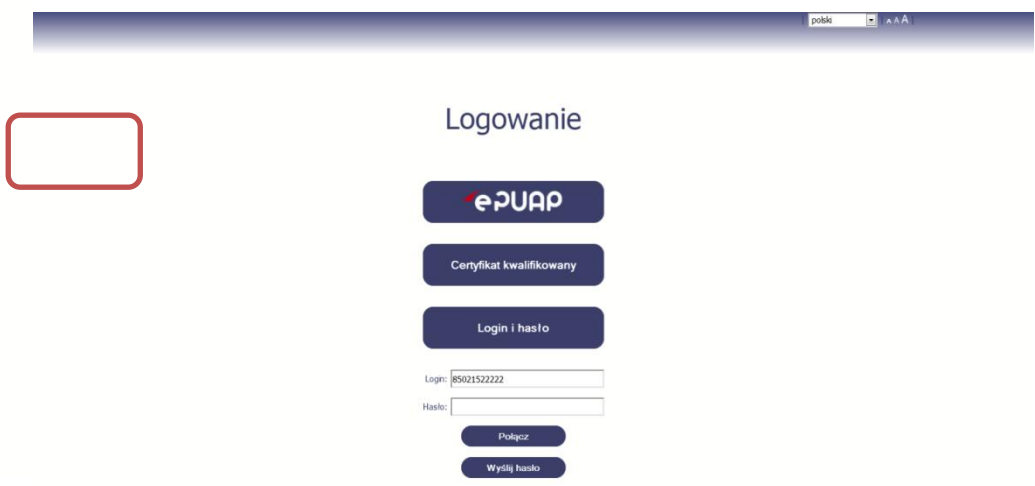 polski A A A
Logowanie
ePUAP
Certyfikat kwalifikowany
Login i hasło
Login: 85021522222
Hasło:
Połącz
Wyślij hasło